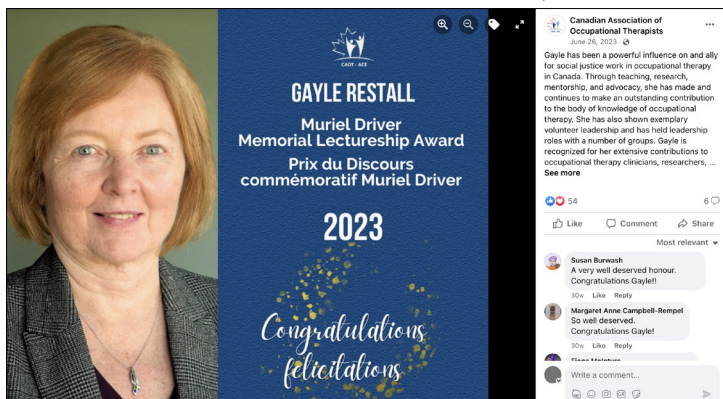 CAOT - ACE
GAYLE RESTALL
Muriel Driver
Memorial Lectureship Award
Prix du Discours
commémoratif Muriel Driver
2023
Congratulations
félicitations
Canadian Association of
Occupational Therapists
June 26, 2023 ·
Gayle has been a powerful influence on and ally
for social justice work in occupational therapy
in Canada. Through teaching, research,
mentorship, and advocacy, she has made and
continues to make an outstanding contribution
to the body of knowledge of occupational
therapy. She has also shown exemplary
volunteer leadership and has held leadership
roles with a number of groups. Gayle is
recognized for her extensive contributions to
occupational therapy clinicians, researchers, ...
See more
54
6
Like Comment Share
Most relevant
Susan Burwash
A very well deserved honour.
Congratulations Gayle!!
30w Like Reply
Margaret Anne Campbell-Rempel
So well deserved.
Congratulations Gayle!
30w Like Reply
Write a comment...
GIF